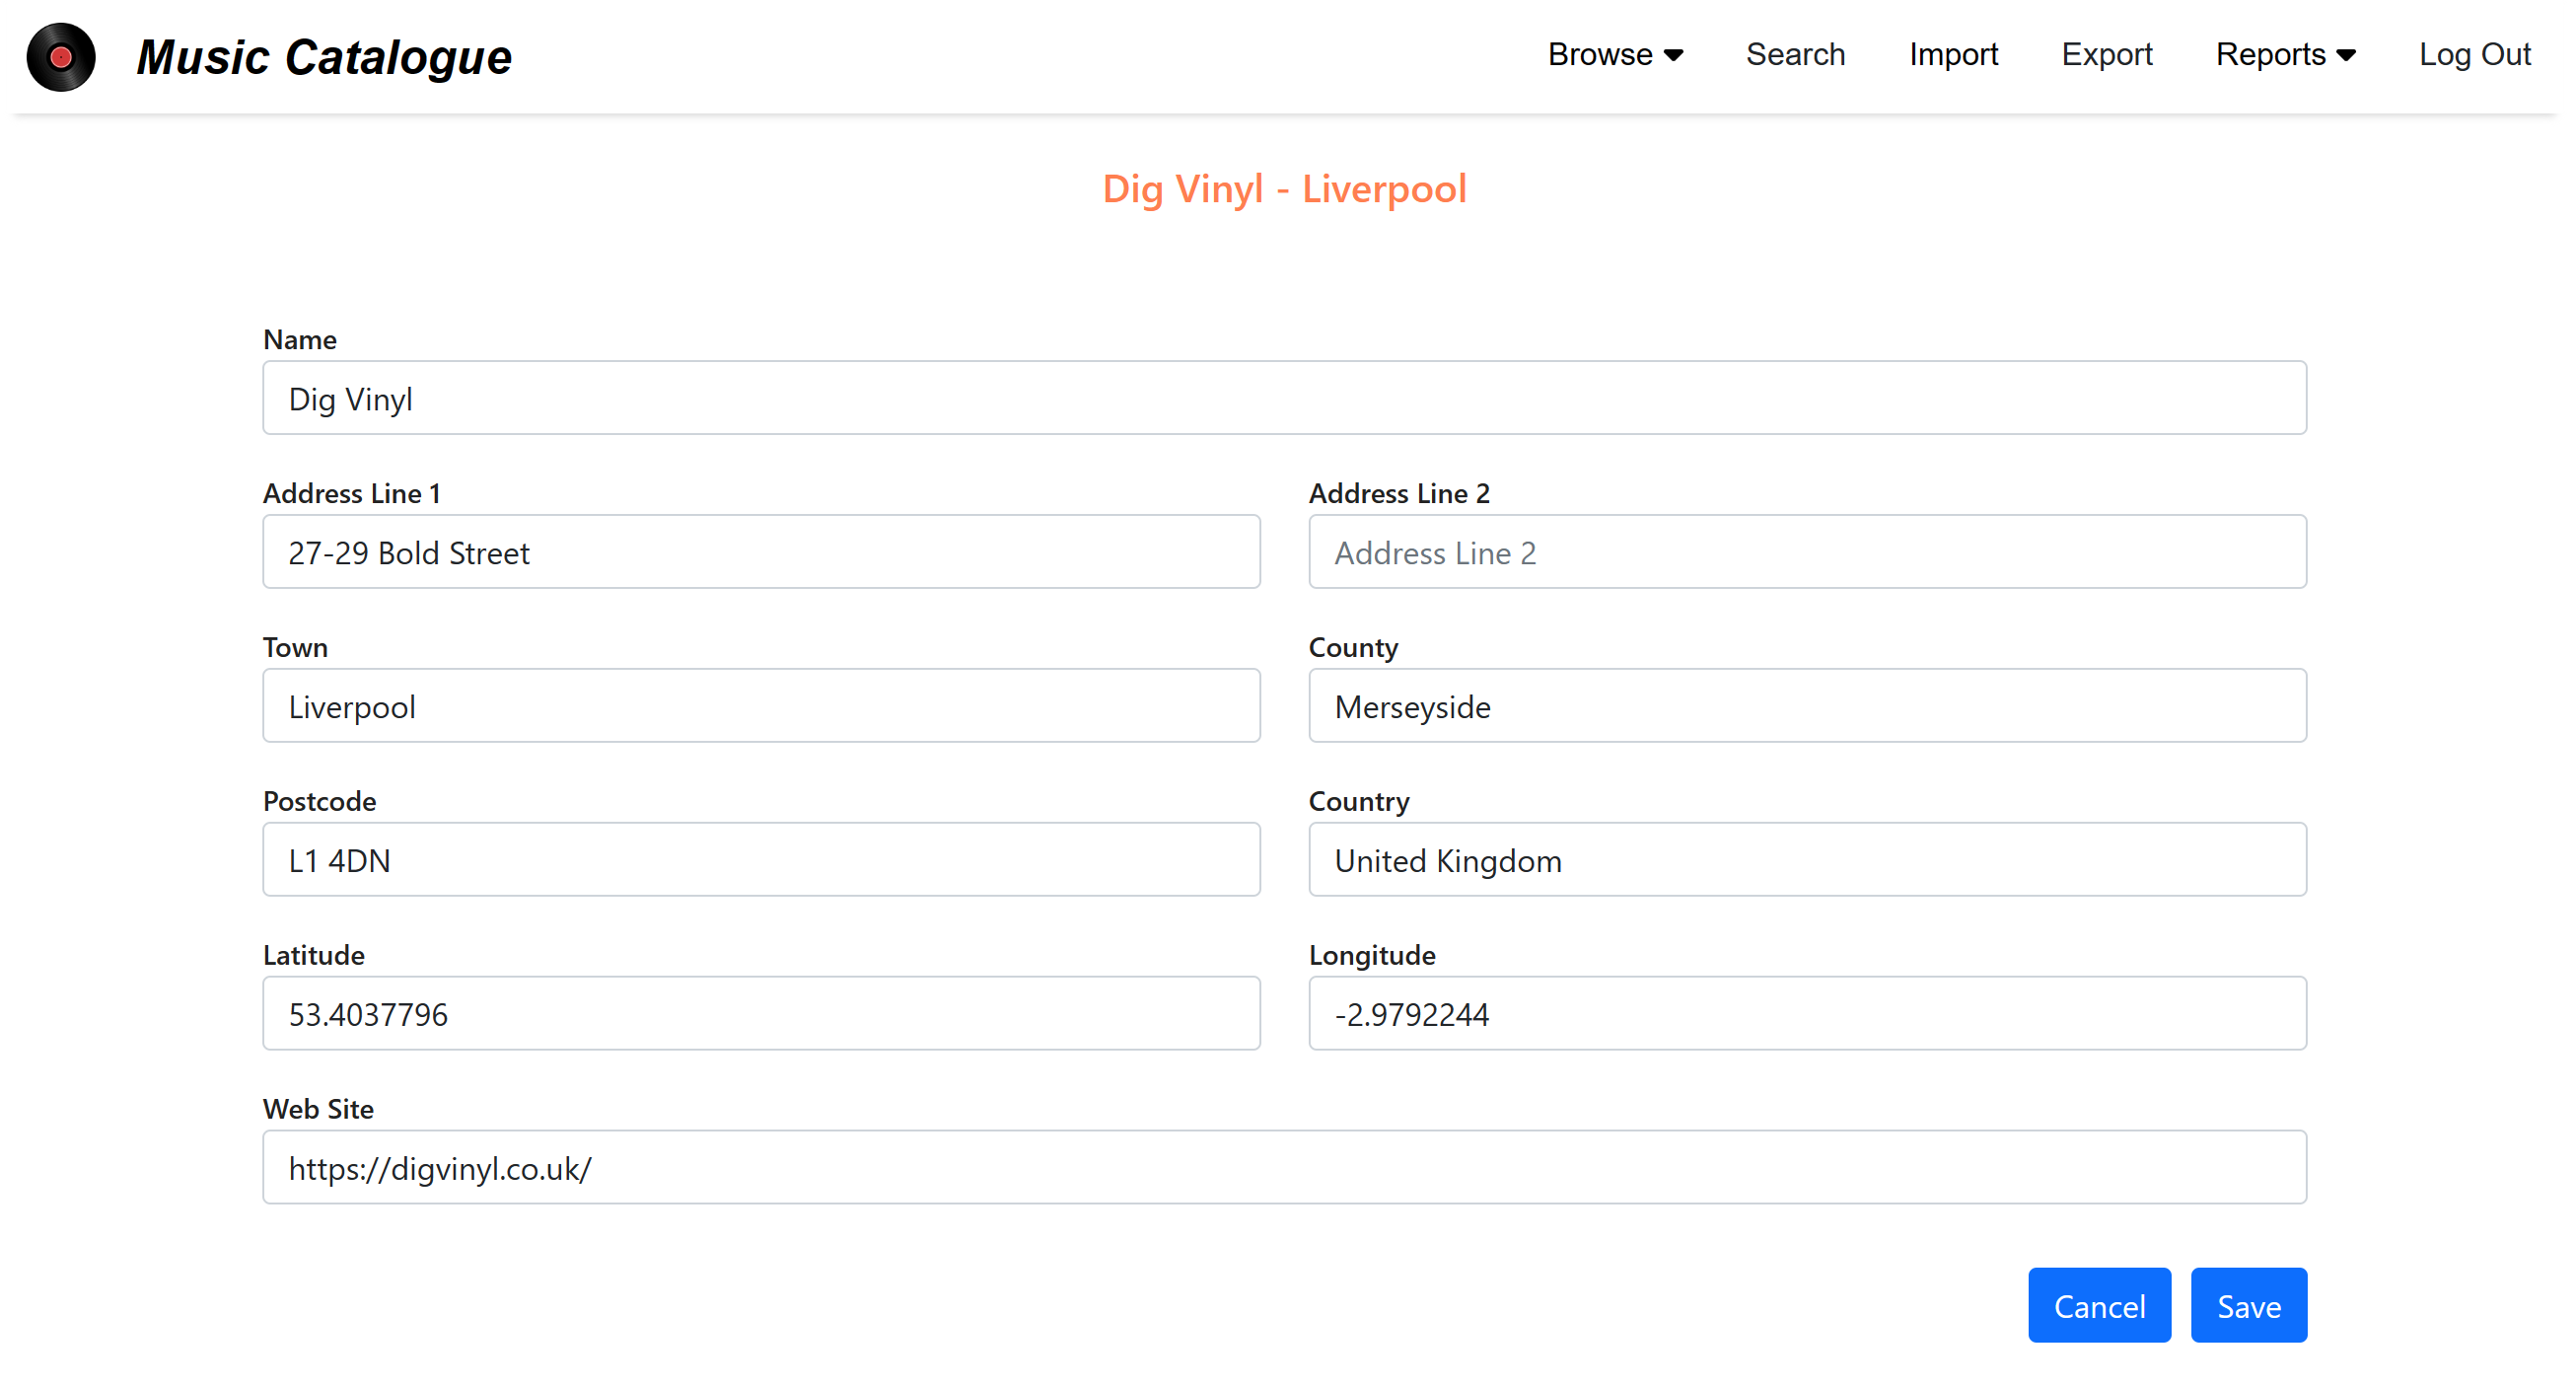 Music Catalogue
Browse Search Import Export Reports Log Out
Dig Vinyl - Liverpool
Name
Dig Vinyl
Address Line 1 Address Line 2
27-29 Bold Street Address Line 2
Town County
Liverpool Merseyside
Postcode Country
L1 4DN United Kingdom
Latitude Longitude
53.4037796 -2.9792244
Web Site
https://digvinyl.co.uk/
Cancel Save